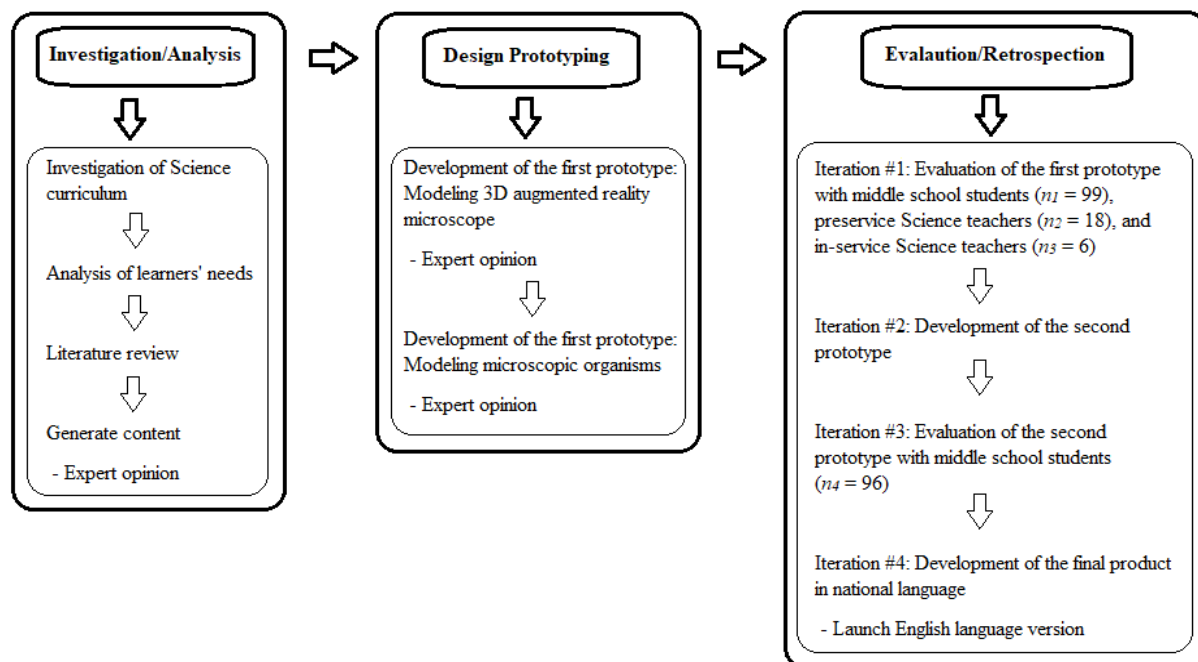 Investigation/Analysis
Investigation of Science
curriculum
Analysis of learners' needs
Literature review
Generate content
- Expert opinion
Design Prototyping
Development of the first prototype:
Modeling 3D augmented reality
microscope
- Expert opinion
Development of the first prototype:
Modeling microscopic organisms
- Expert opinion
Evalaution/Retrospection
Iteration #1: Evaluation of the first prototype
with middle school students (n1 = 99),
preservice Science teachers (n2 = 18), and
in-service Science teachers (n3 = 6)
Iteration #2: Development of the second
prototype
Iteration #3: Evaluation of the second
prototype with middle school students
(n4 = 96)
Iteration #4: Development of the final product
in national language
- Launch English language version